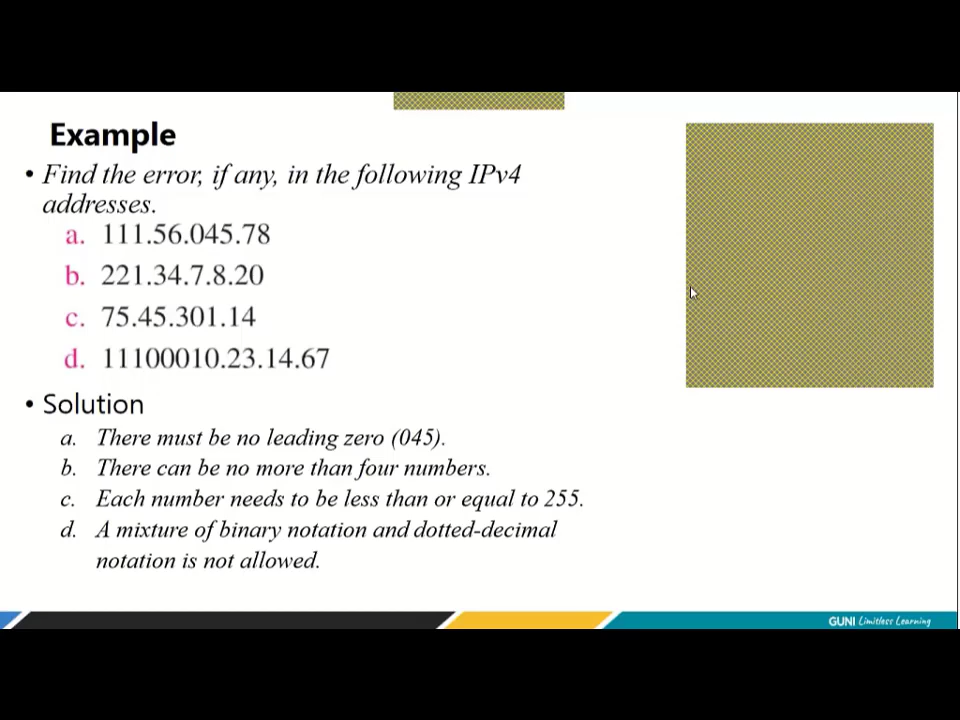 Example
• Find the error, if any, in the following IPv4
addresses.
a. 111.56.045.78
b. 221.34.7.8.20
c. 75.45.301.14
d. 11100010.23.14.67
• Solution
a. There must be no leading zero (045).
b. There can be no more than four numbers.
c. Each number needs to be less than or equal to 255.
d. A mixture of binary notation and dotted-decimal
notation is not allowed.
GUNI Limitless Learning